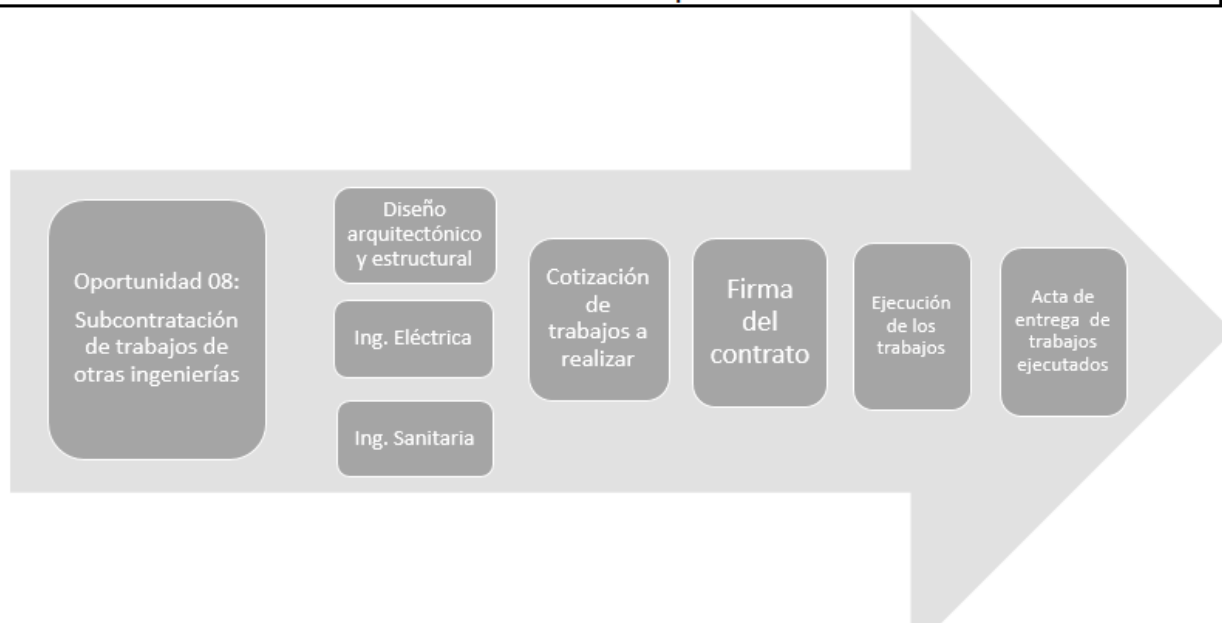 Oportunidad 08:
Subcontratación
de trabajos de
otras ingenierías
Diseño
arquitectónico
y estructural
Ing. Eléctrica
Ing. Sanitaria
Cotización
de
trabajos a
realizar
Firma
del
contrato
Ejecución
de los
trabajos
Acta de
entrega de
trabajos
ejecutados